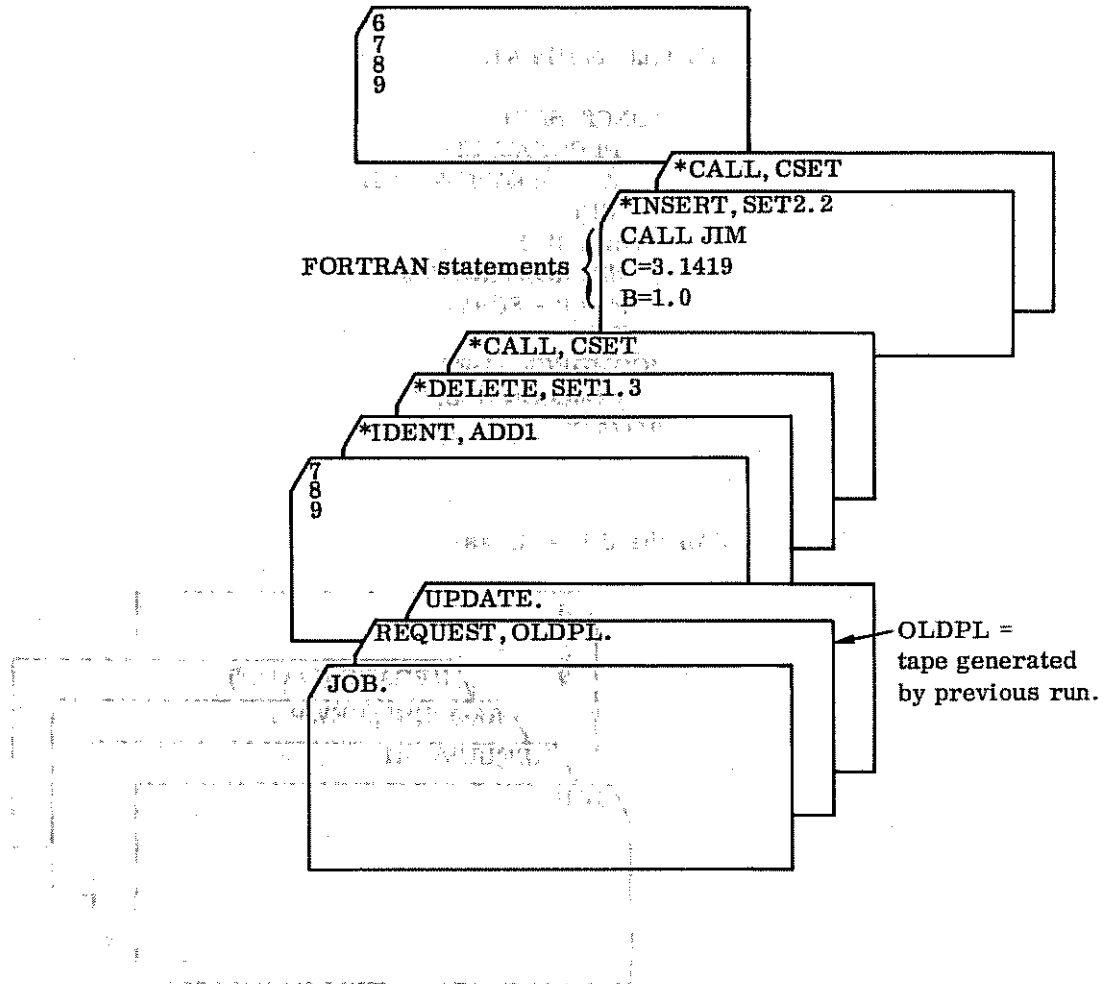 6
7
8
9
*CALL, CSET
*INSERT, SET2.2
CALL JIM
FORTRAN statements
C=3.1419
B=1.0
*CALL, CSET
*DELETE, SET1.3
*IDENT, ADD1
7
8
9
UPDATE.
REQUEST, OLDPL.
OLDPL =
tape generated
by previous run.
JOB.